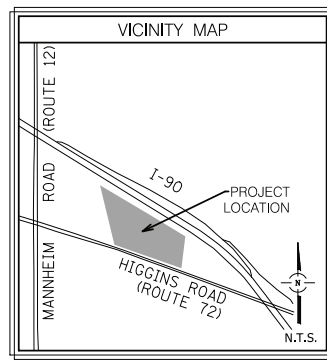 VICINITY MAP
MANNHEIM ROAD (ROUTE 12)
I-90
PROJECT
LOCATION
HIGGINS ROAD
(ROUTE 72)
N
N.T.S.